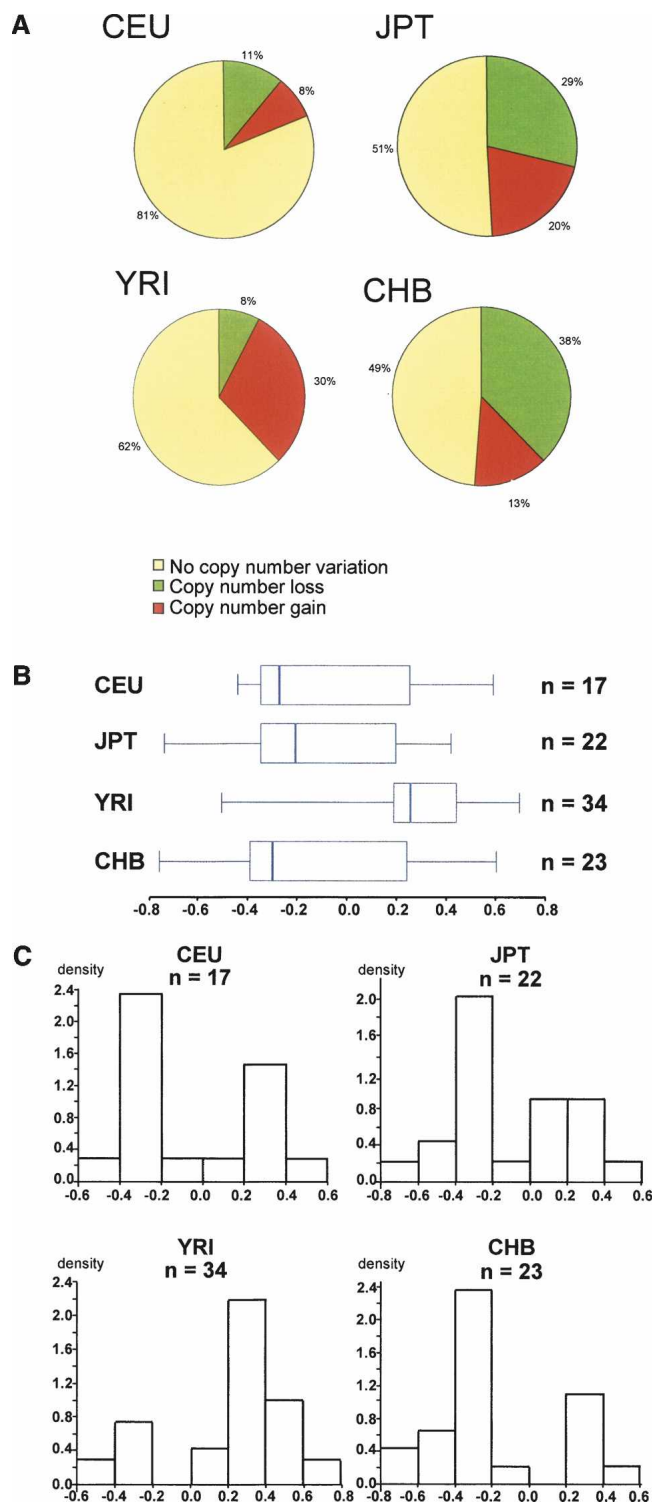 A
CEU
JPT
11%
8%
81%
29%
51%
20%
YRI
CHB
8%
30%
62%
38%
49%
13%
No copy number variation
Copy number loss
Copy number gain
B
CEU
n = 17
JPT
n = 22
YRI
n = 34
CHB
n = 23
-0.8 -0.6 -0.4 -0.2 0.0 0.2 0.4 0.6 0.8
C
CEU
n = 17
density
2.4
2.0
1.6
1.2
0.8
0.4
0.0
-0.6 -0.4 -0.2 0.0 0.2 0.4 0.6
JPT
n = 22
density
2.0
1.6
1.2
0.8
0.4
0.0
-0.8 -0.6 -0.4 -0.2 0.0 0.2 0.4 0.6
YRI
n = 34
density
2.4
2.0
1.6
1.2
0.8
0.4
0.0
-0.6 -0.4 -0.2 0.0 0.2 0.4 0.6 0.8
CHB
n = 23
density
2.4
2.0
1.6
1.2
0.8
0.4
0.0
-0.8 -0.6 -0.4 -0.2 0.0 0.2 0.4 0.6